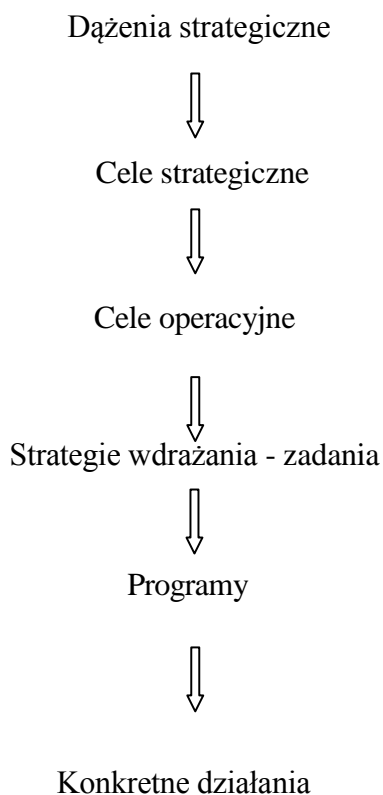 Dążenia strategiczne
Cele strategiczne
Cele operacyjne
Strategie wdrażania - zadania
Programy
Konkretne działania